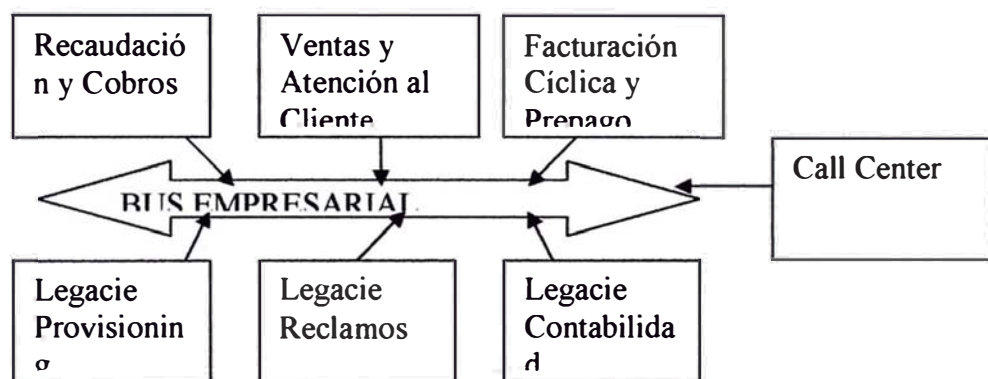 Recaudació
n y Cobros
Ventas y
Atención al
Cliente
Facturación
Cíclica y
Prepago
Call Center
BUS EMPRESARIAL
Legacie
Provisionin
g
Legacie
Reclamos
Legacie
Contabilida
d